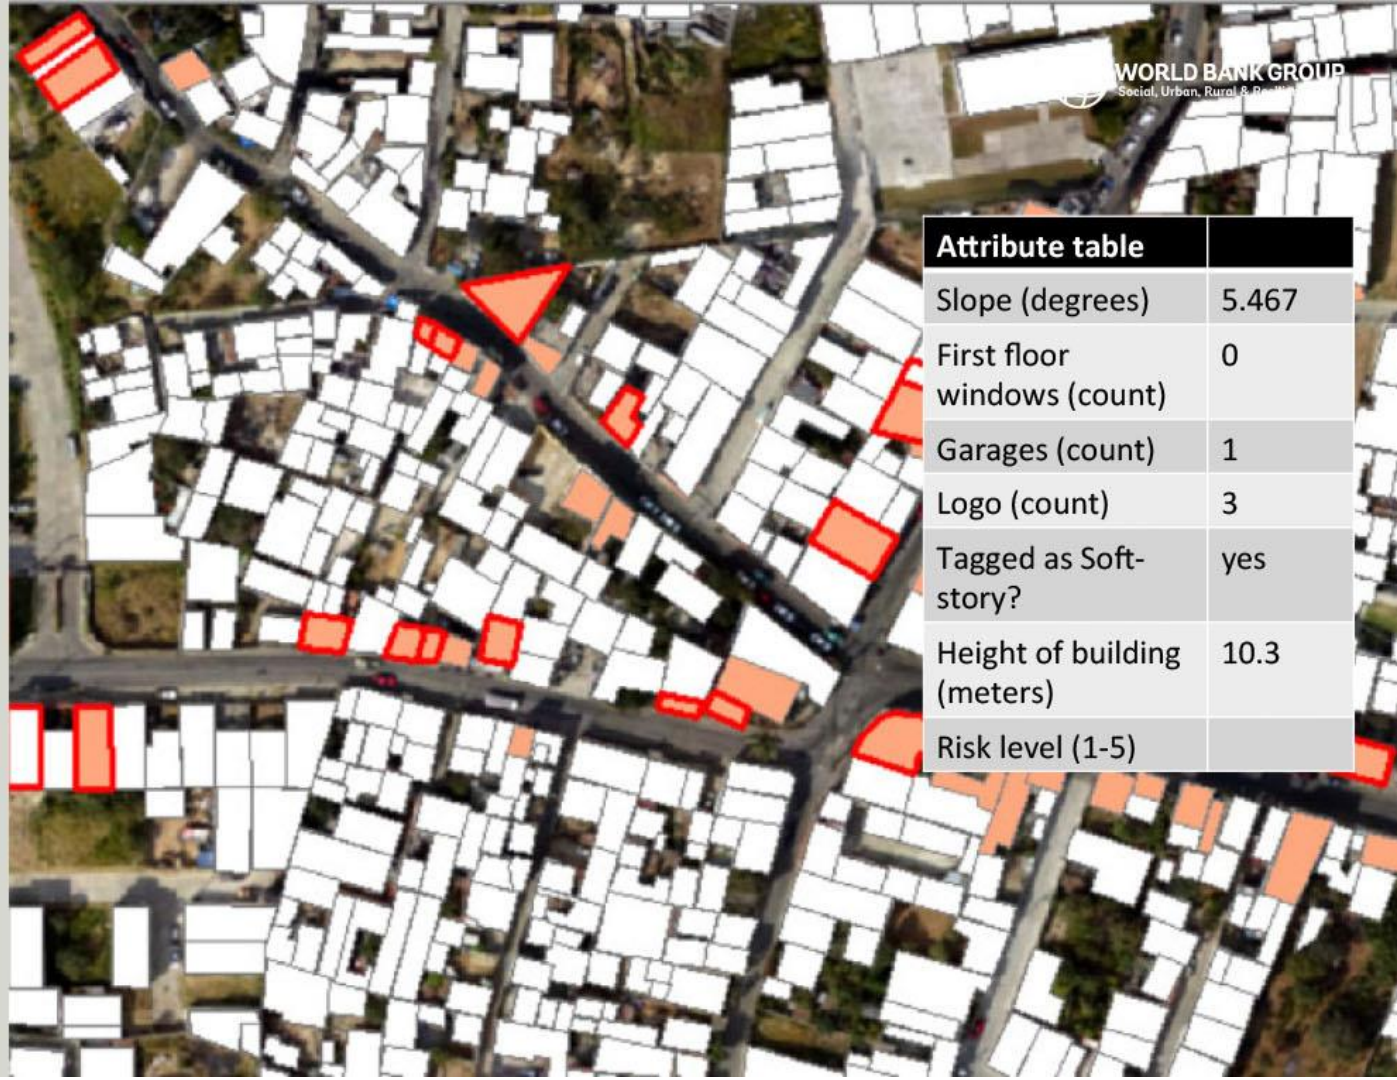 WORLD BANK GROUP
Social, Urban, Rural &
Attribute table
Slope (degrees) 5.467
First floor
windows (count) 0
Garages (count) 1
Logo (count) 3
Tagged as Soft-
story? yes
Height of building
(meters) 10.3
Risk level (1-5)